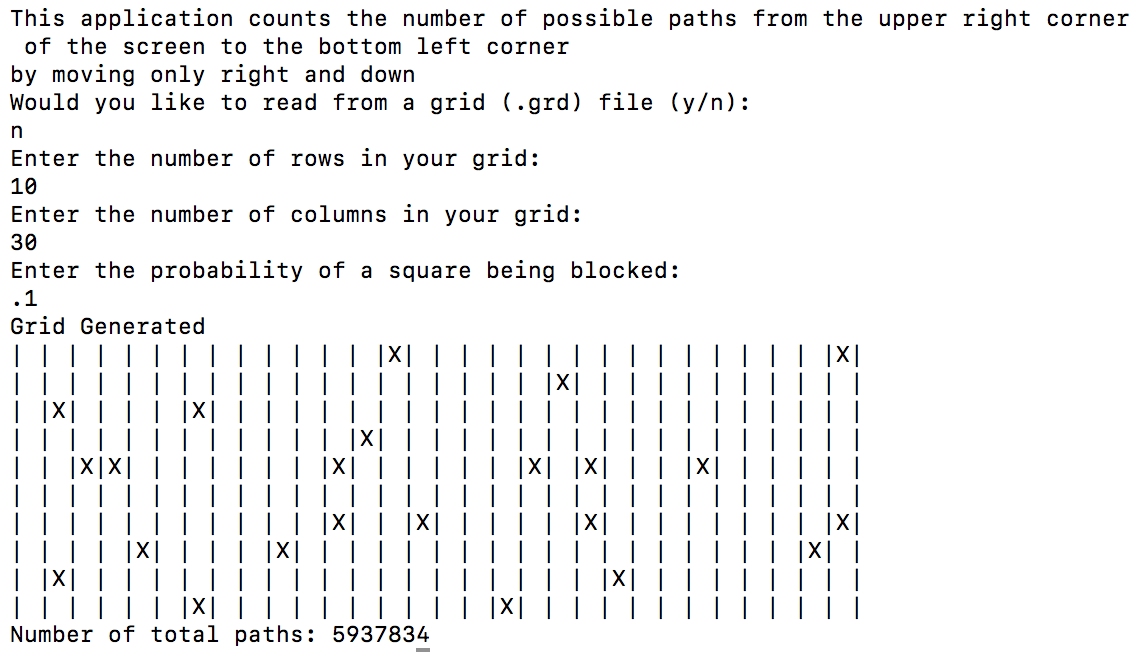 This application counts the number of possible paths from the upper right corner
 of the screen to the bottom left corner
by moving only right and down
Would you like to read from a grid (.grd) file (y/n):
n
Enter the number of rows in your grid:
10
Enter the number of columns in your grid:
30
Enter the probability of a square being blocked:
.1
Grid Generated
| | | | | | | | | | | | | |X| | | | | | | | | | | | | | | |X|
| | | | | | | | | | | | | | | | | | | |X| | | | | | | | | | |
| |X| | | | |X| | | | | | | | | | | | | | | | | | | | | | | |
| | | | | | | | | | | | |X| | | | | | | | | | | | | | | | | |
| | |X|X| | | | | | | |X| | | | | | |X| |X| | | |X| | | | | |
| | | | | | | | | | | | | | | | | | | | | | | | | | | | | | |
| | | | | | | | | | | |X| | |X| | | | | |X| | | | | | | | |X|
| | | | |X| | | | |X| | | | | | | | | | | | | | | | | | |X| |
| |X| | | | | | | | | | | | | | | | | | | |X| | | | | | | | |
| | | | | | |X| | | | | | | | | | |X| | | | | | | | | | | | |
Number of total paths: 5937834